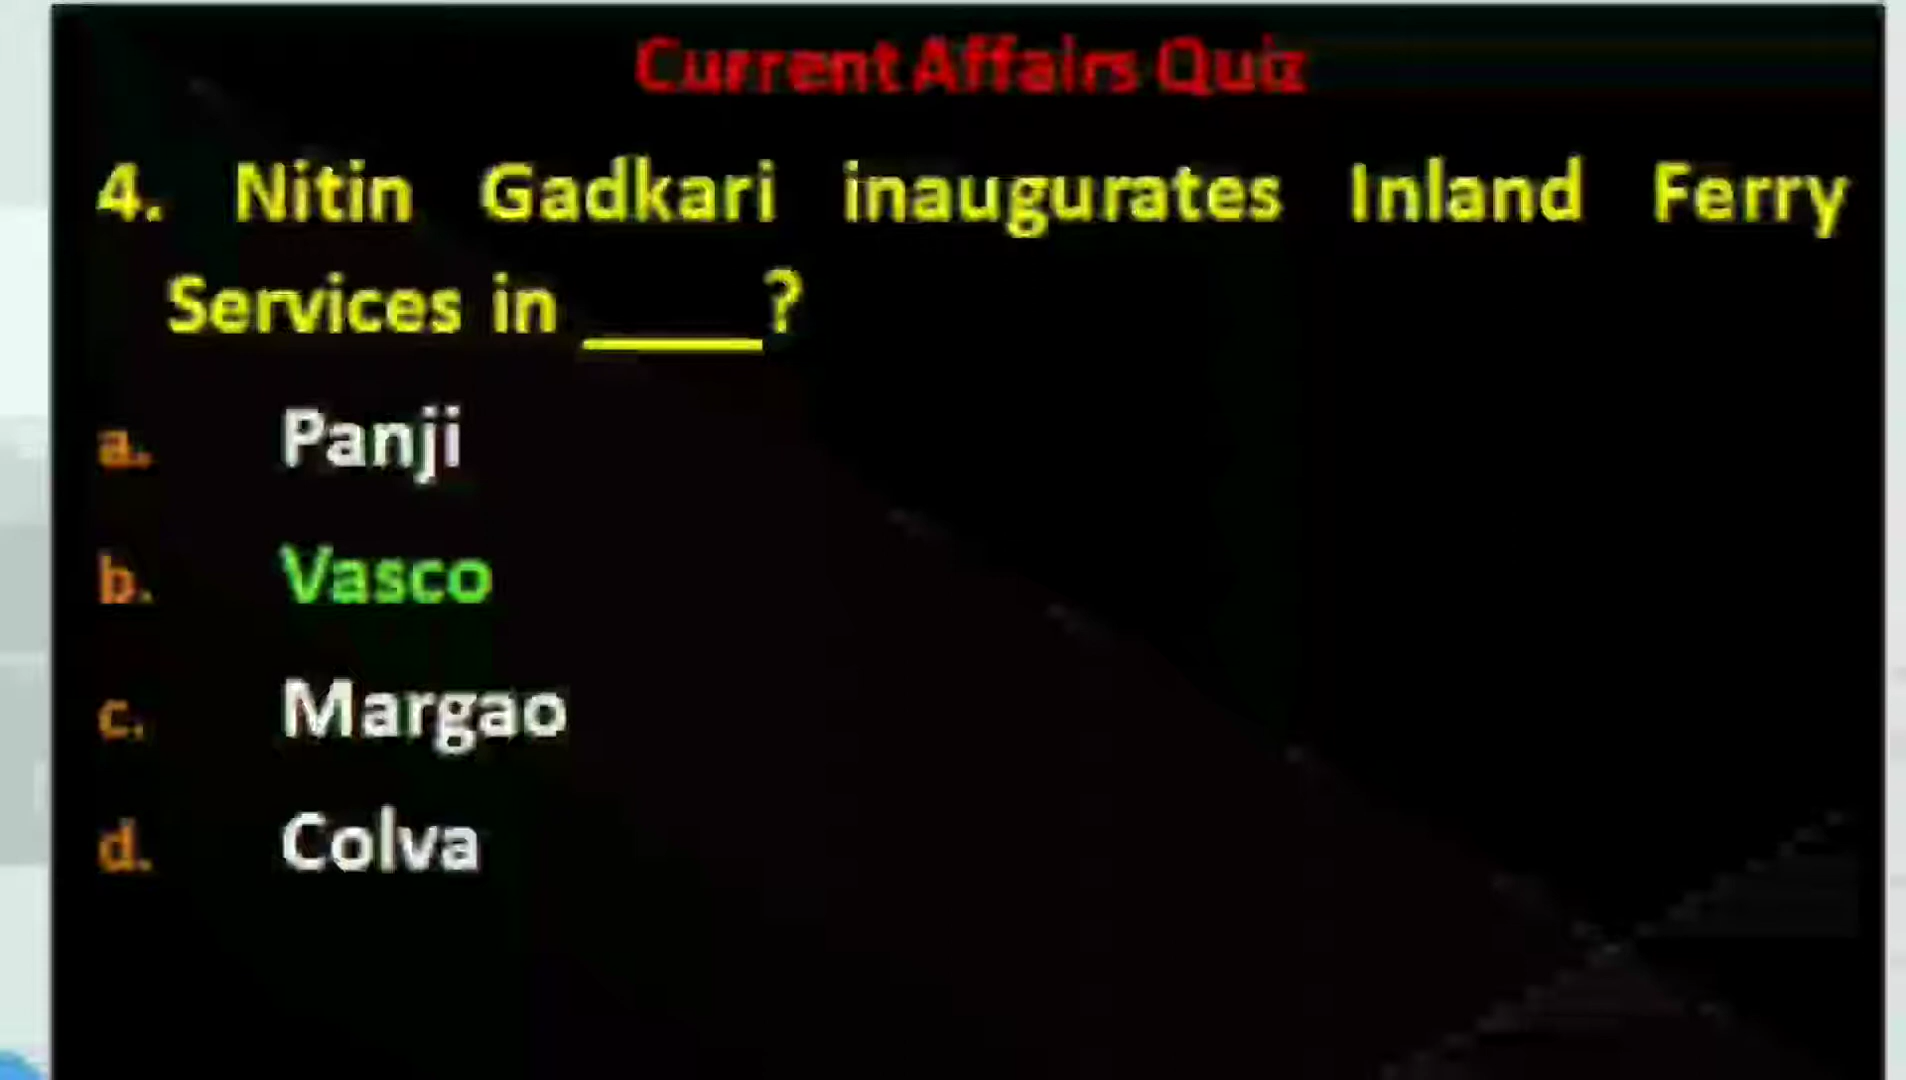 Current Affairs Quiz
4. Nitin Gadkari inaugurates Inland Ferry
Services in _____?
a. Panji
b. Vasco
c. Margao
d. Colva